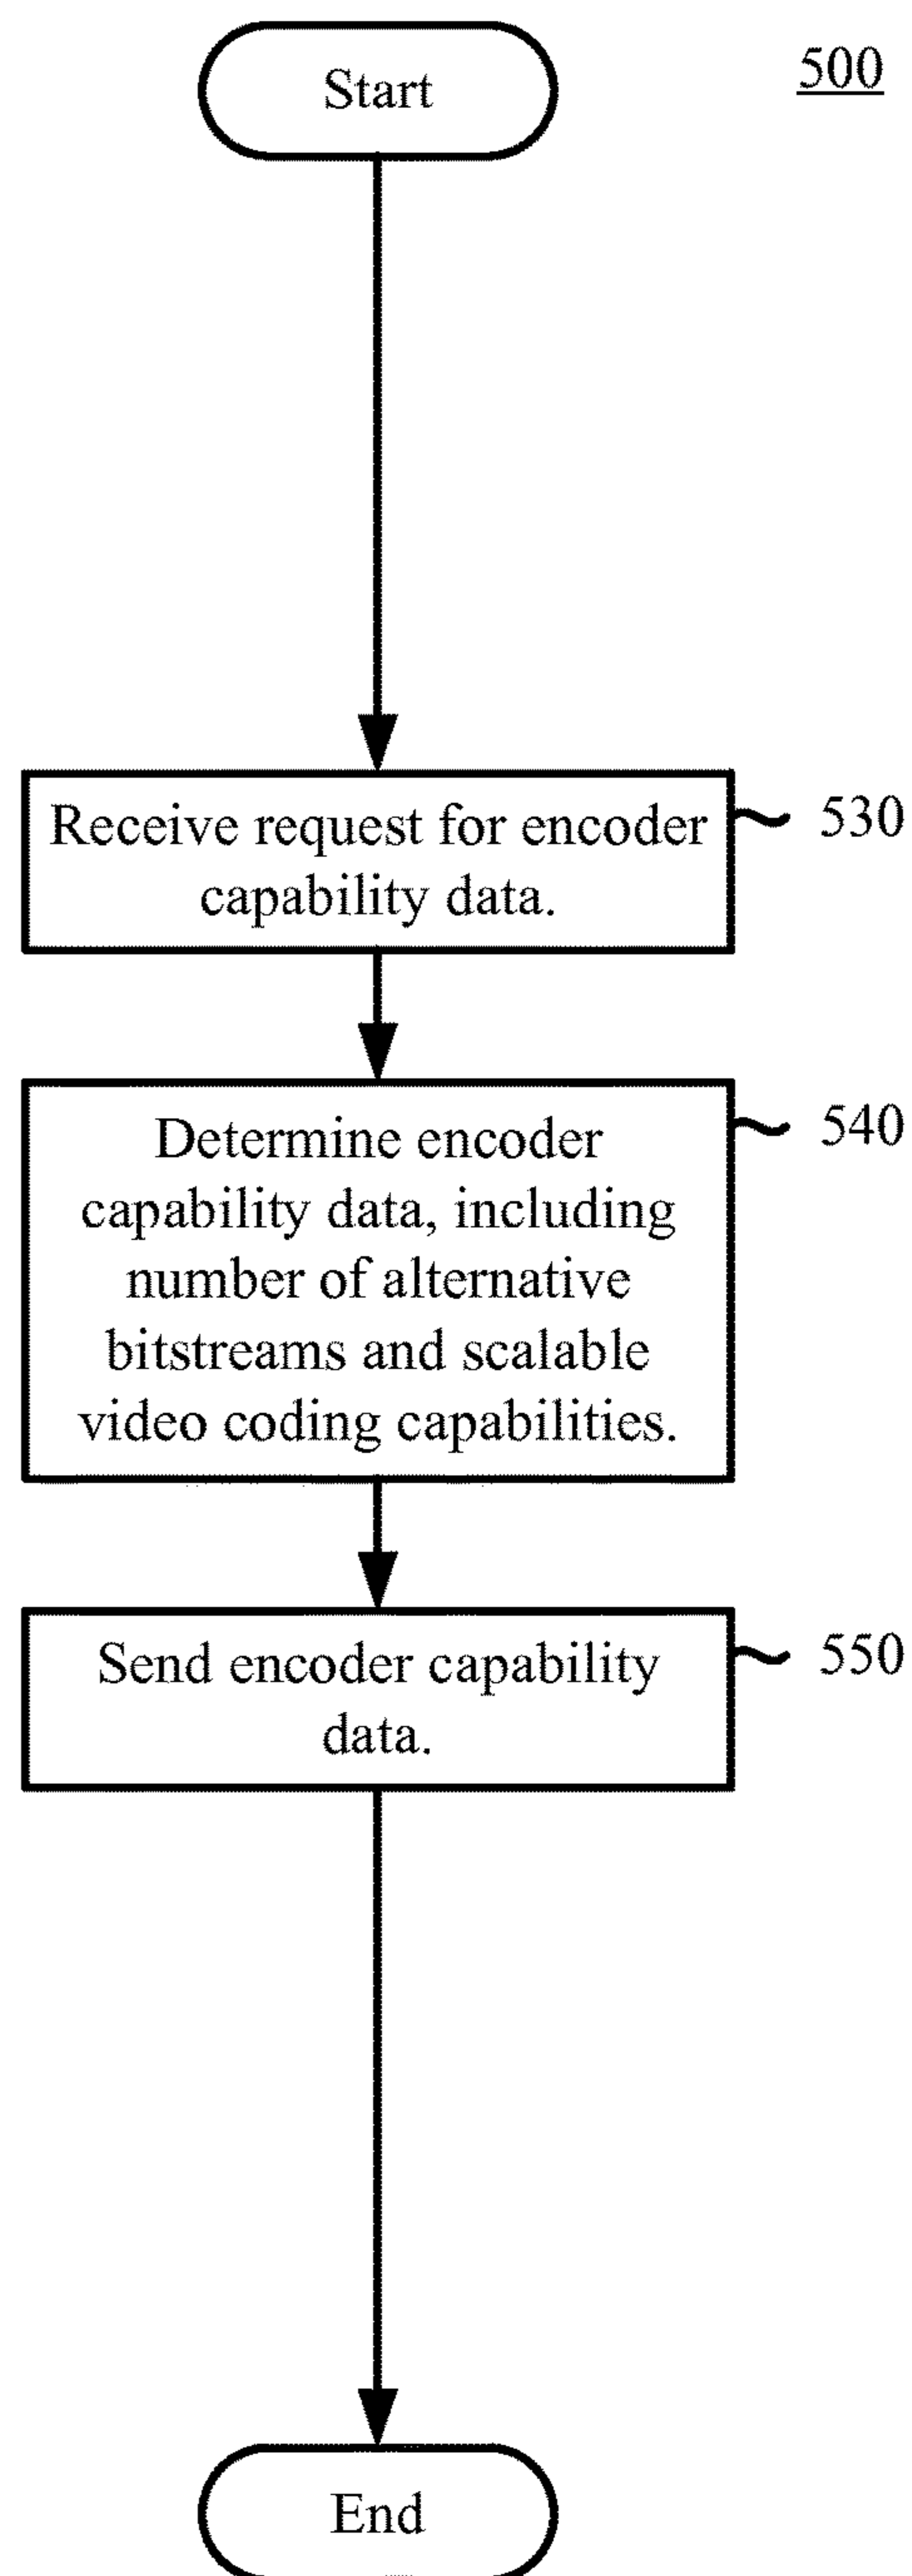 Start
500
Receive request for encoder
capability data.
530
Determine encoder
capability data, including
number of alternative
bitstreams and scalable
video coding capabilities.
540
Send encoder capability
data.
550
End